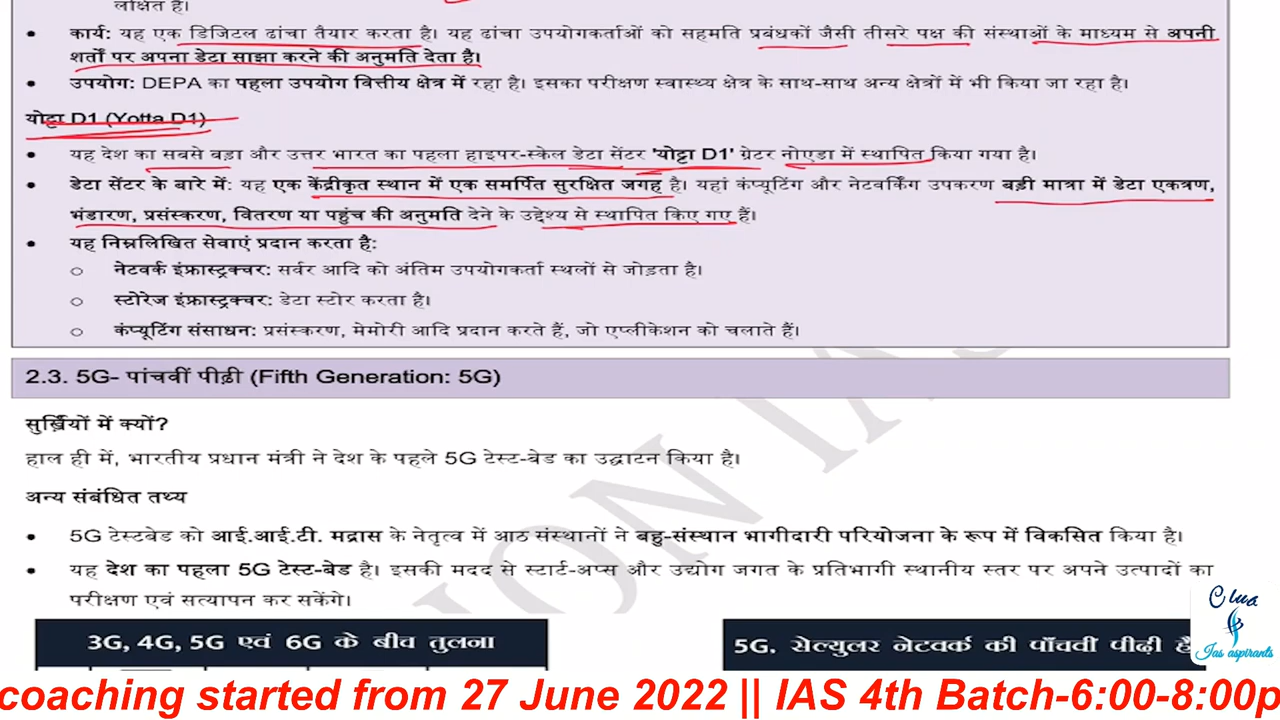 लक्षित है।
• कार्य: यह एक डिजिटल ढांचा तैयार करता है। यह ढांचा उपयोगकर्ताओं को सहमति प्रबंधकों जैसी तीसरे पक्ष की संस्थाओं के माध्यम से अपनी
शर्तों पर अपना डेटा साझा करने की अनुमति देता है।
• उपयोग: DEPA का पहला उपयोग वित्तीय क्षेत्र में रहा है। इसका परीक्षण स्वास्थ्य क्षेत्र के साथ-साथ अन्य क्षेत्रों में भी किया जा रहा है।
योट्टा D1 (Yotta D1)
• यह देश का सबसे बड़ा और उत्तर भारत का पहला हाइपर-स्केल डेटा सेंटर 'योट्टा D1' ग्रेटर नोएडा में स्थापित किया गया है।
• डेटा सेंटर के बारे में: यह एक केंद्रीकृत स्थान में एक समर्पित सुरक्षित जगह है। यहां कंप्यूटिंग और नेटवर्किंग उपकरण बड़ी मात्रा में डेटा एकत्रण,
भंडारण, प्रसंस्करण, वितरण या पहुंच की अनुमति देने के उद्देश्य से स्थापित किए गए हैं।
• यह निम्नलिखित सेवाएं प्रदान करता है:
o नेटवर्क इंफ्रास्ट्रक्चर: सर्वर आदि को अंतिम उपयोगकर्ता स्थलों से जोड़ता है।
o स्टोरेज इंफ्रास्ट्रक्चर: डेटा स्टोर करता है।
o कंप्यूटिंग संसाधन: प्रसंस्करण, मेमोरी आदि प्रदान करते हैं, जो एप्लीकेशन को चलाते हैं।
2.3. 5G- पांचवीं पीढ़ी (Fifth Generation: 5G)
सुर्ख़ियों में क्यों?
हाल ही में, भारतीय प्रधान मंत्री ने देश के पहले 5G टेस्ट-बेड का उद्घाटन किया है।
अन्य संबंधित तथ्य
• 5G टेस्टबेड को आई.आई.टी. मद्रास के नेतृत्व में आठ संस्थानों ने बहु-संस्थान भागीदारी परियोजना के रूप में विकसित किया है।
• यह देश का पहला 5G टेस्ट-बेड है। इसकी मदद से स्टार्ट-अप्स और उद्योग जगत के प्रतिभागी स्थानीय स्तर पर अपने उत्पादों का
परीक्षण एवं सत्यापन कर सकेंगे।
3G, 4G, 5G एवं 6G के बीच तुलना
5G. सेल्युलर नेटवर्क की पाँचवीं पीढ़ी है
Ias aspirants
coaching started from 27 June 2022 || IAS 4th Batch-6:00-8:00p